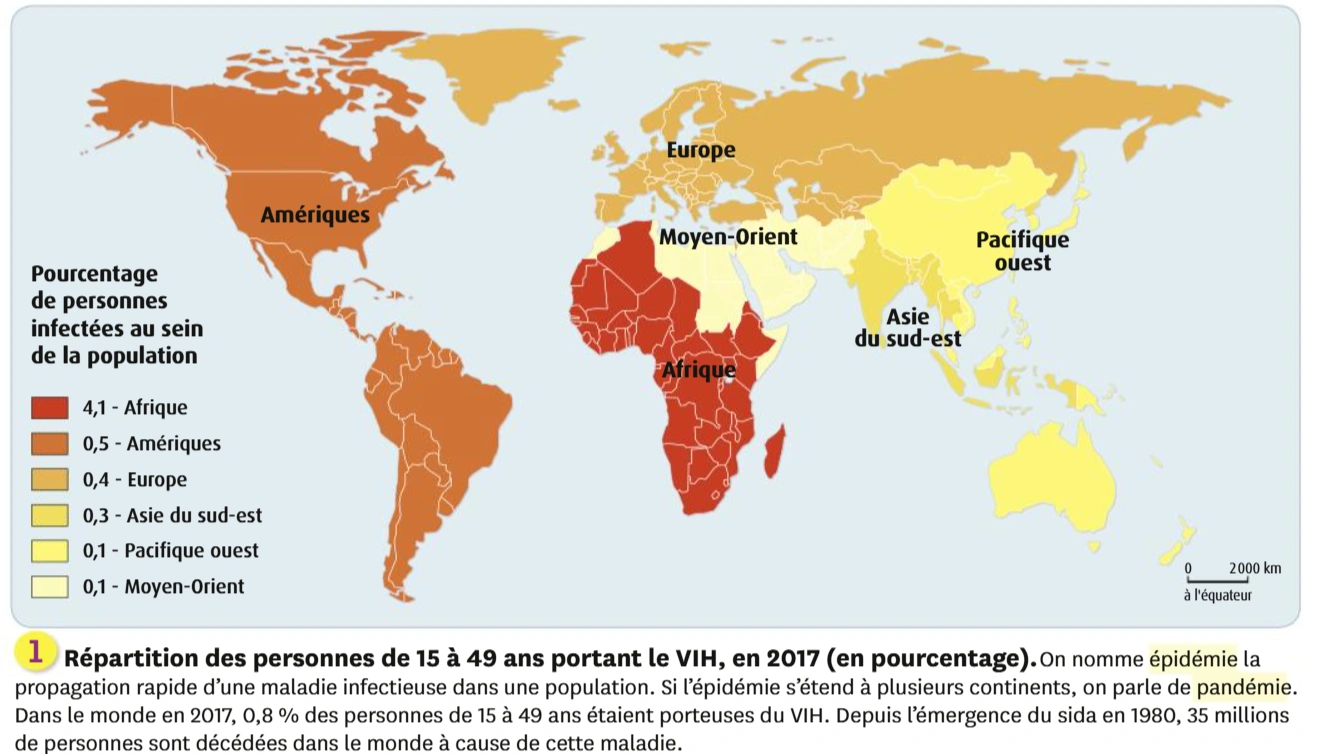 Europe
Amériques
Moyen-Orient
Pacifique
ouest
Asie
du sud-est
Afrique
Pourcentage
de personnes
infectées au sein
de la population
4,1 - Afrique
0,5 - Amériques
0,4 - Europe
0,3 - Asie du sud-est
0,1 - Pacifique ouest
0,1 - Moyen-Orient
0 2 000 km
à l'équateur
1 Répartition des personnes de 15 à 49 ans portant le VIH, en 2017 (en pourcentage). On nomme épidémie la
propagation rapide d'une maladie infectieuse dans une population. Si l'épidémie s'étend à plusieurs continents, on parle de pandémie.
Dans le monde en 2017, 0,8 % des personnes de 15 à 49 ans étaient porteuses du VIH. Depuis l'émergence du sida en 1980, 35 millions
de personnes sont décédées dans le monde à cause de cette maladie.